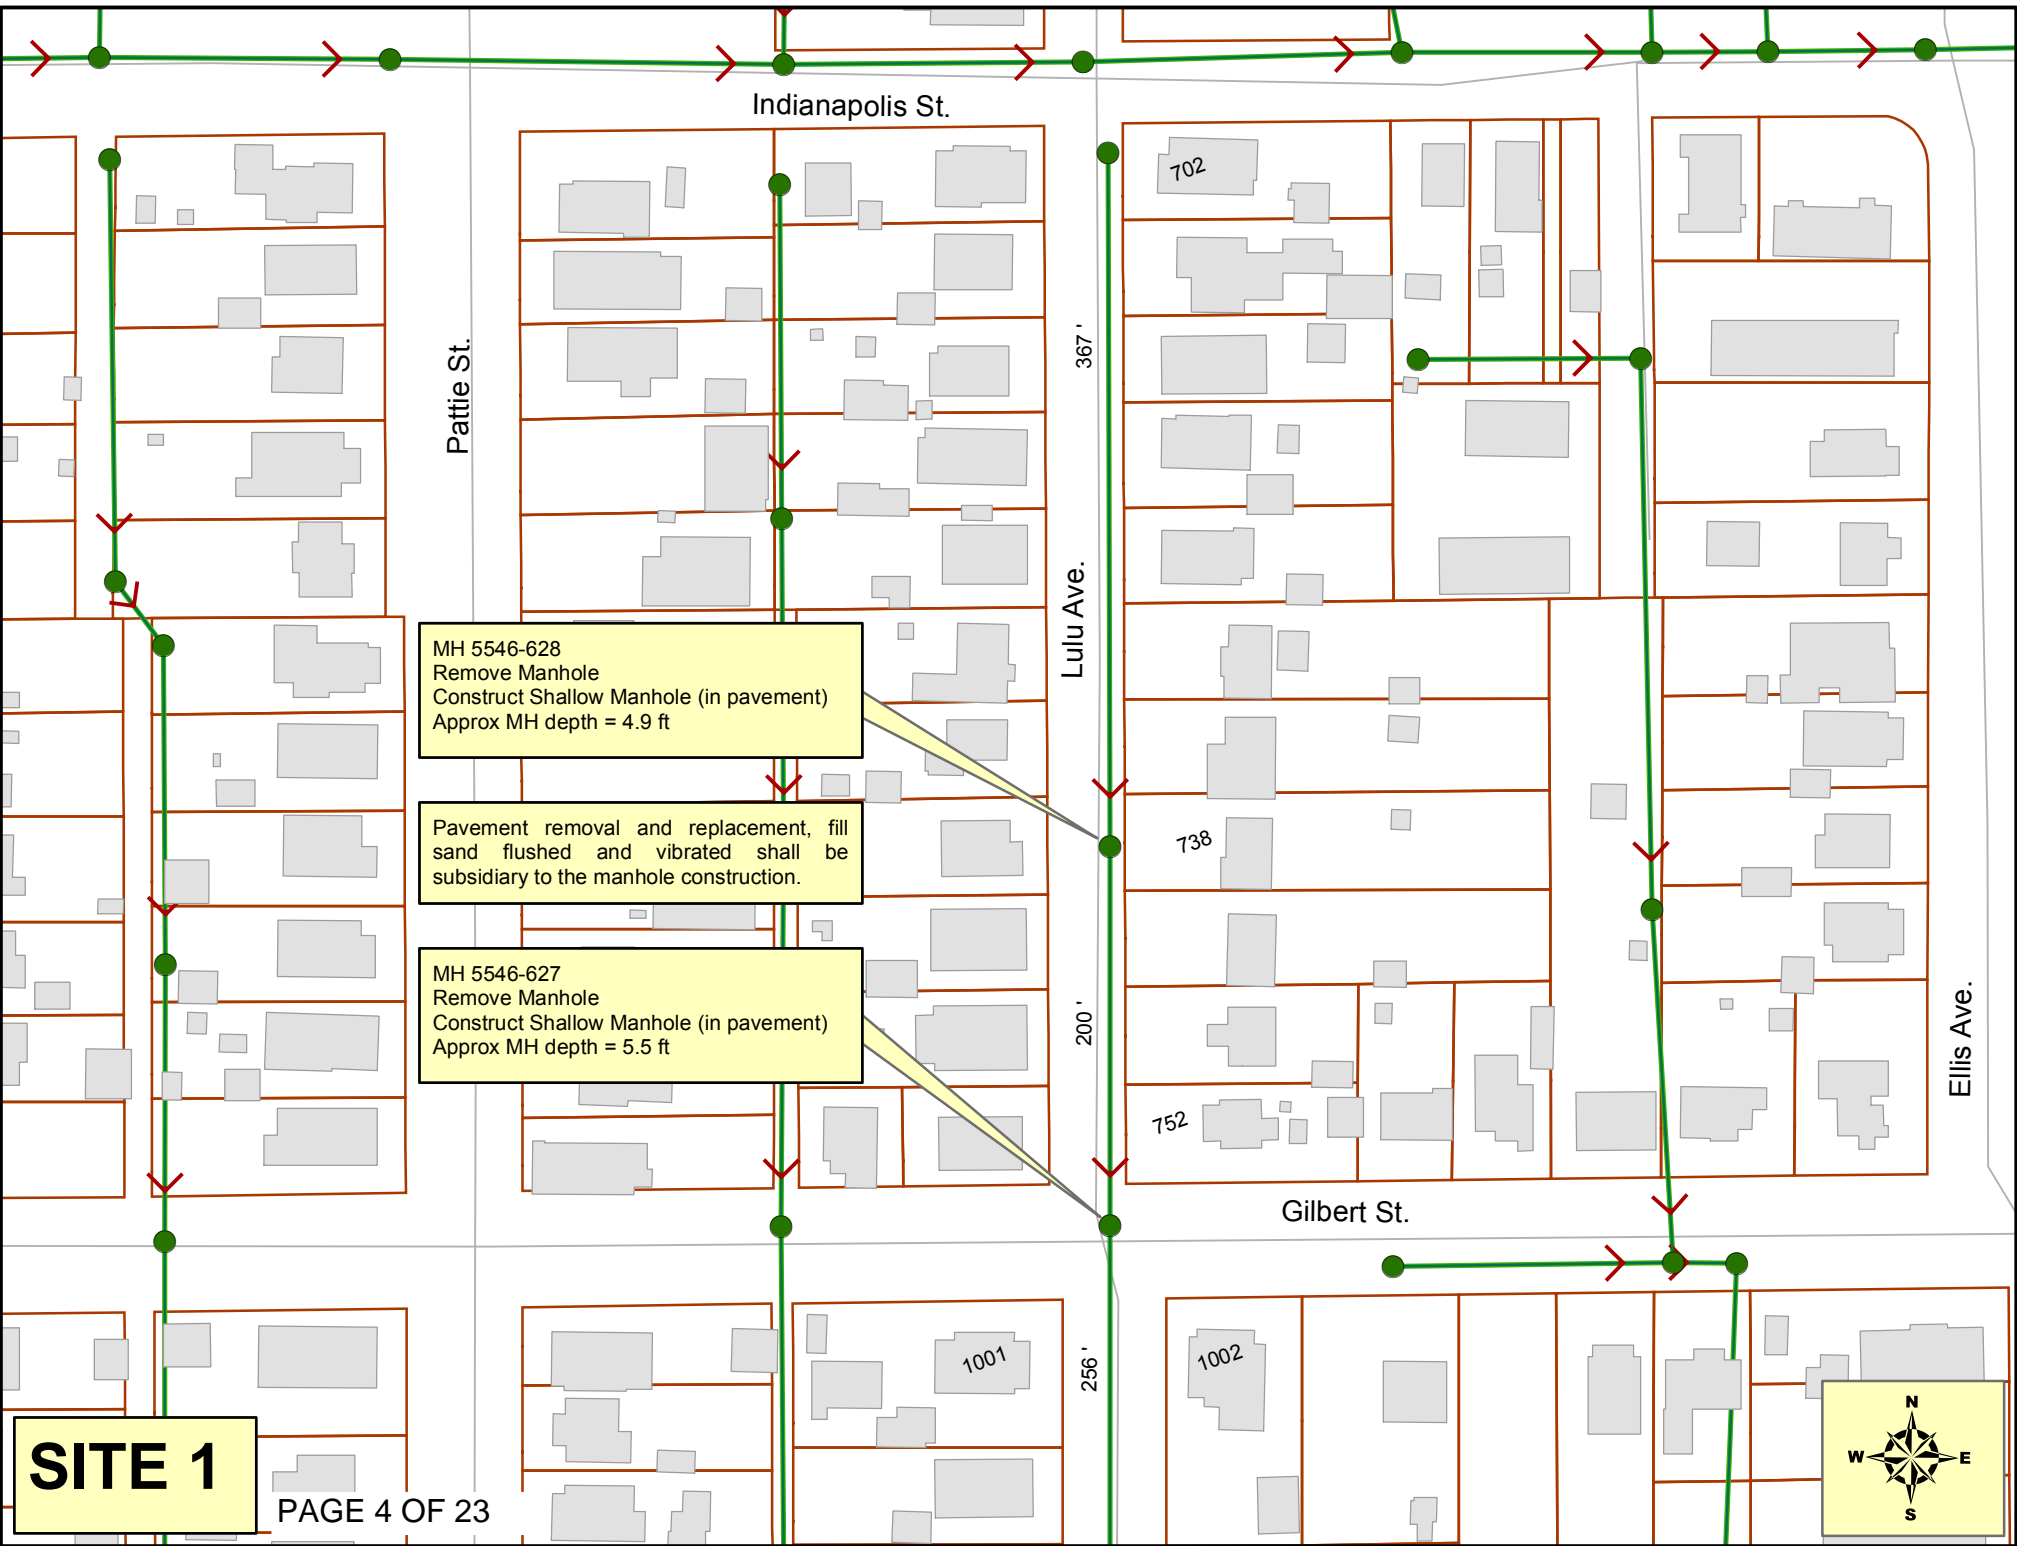 Indianapolis St.
702
Pattie St.
367 '
Lulu Ave.
MH 5546-628
Remove Manhole
Construct Shallow Manhole (in pavement)
Approx MH depth = 4.9 ft
Pavement removal and replacement, fill
sand flushed and vibrated shall be
subsidiary to the manhole construction.
738
MH 5546-627
Remove Manhole
Construct Shallow Manhole (in pavement)
Approx MH depth = 5.5 ft
200 '
Ellis Ave.
752
Gilbert St.
1001
256 '
1002
SITE 1
PAGE 4 OF 23
N
W
E
S